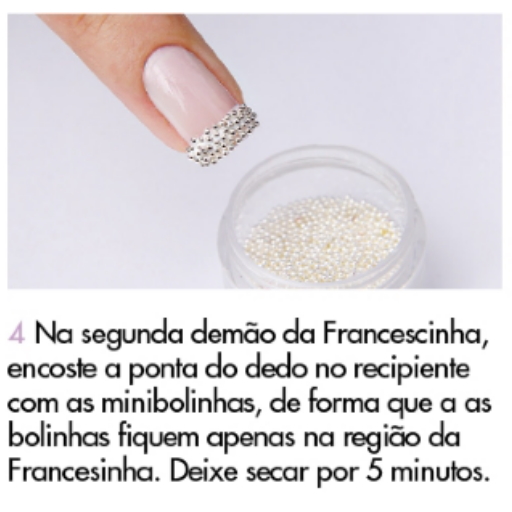 4 Na segunda demão da Francescinha,
encoste a ponta do dedo no recipiente
com as minibolinhas, de forma que a as
bolinhas fiquem apenas na região da
Francesinha. Deixe secar por 5 minutos.